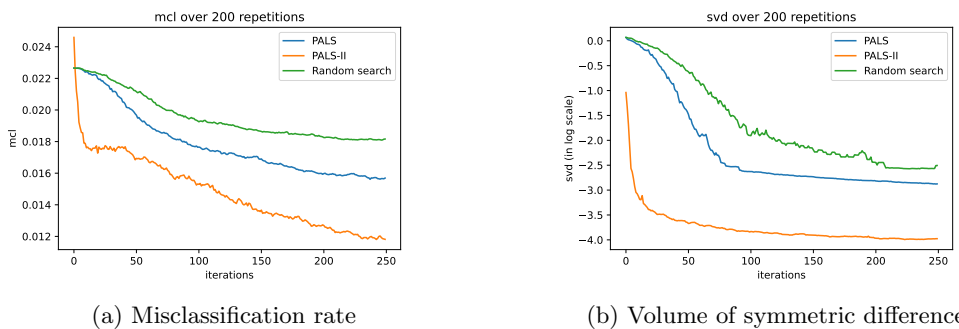 mcl over 200 repetitions
0.024
0.022
0.020
0.018
0.016
0.014
0.012
mcl
0
50
100
150
200
250
iterations
PALS
PALS-II
Random search
(a) Misclassification rate
svd over 200 repetitions
0.0
−0.5
−1.0
−1.5
−2.0
−2.5
−3.0
−3.5
−4.0
svd (in log scale)
0
50
100
150
200
250
iterations
PALS
PALS-II
Random search
(b) Volume of symmetric difference